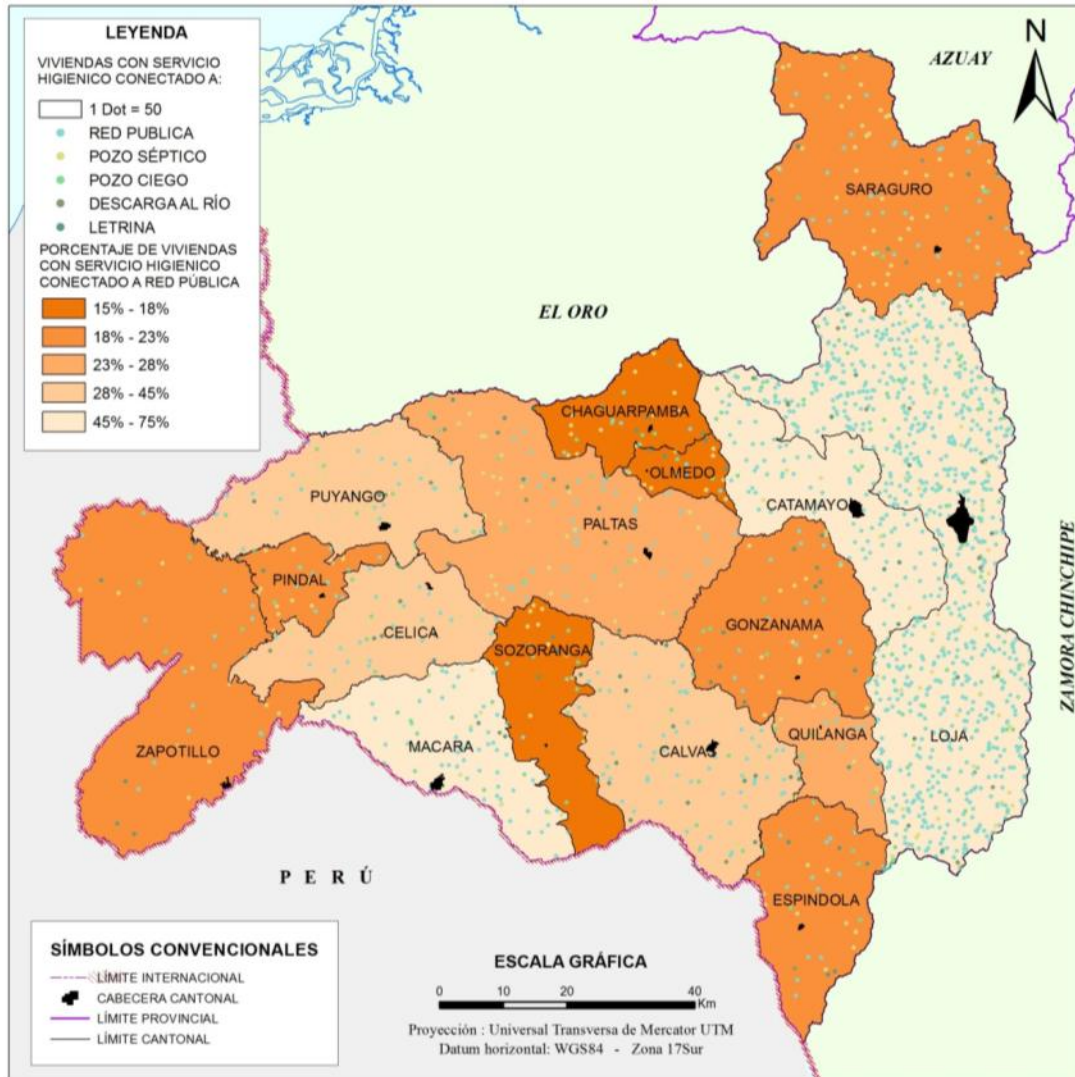 LEYENDA
VIVIENDAS CON SERVICIO
HIGIENICO CONECTADO A:
1 Dot = 50
RED PUBLICA
POZO SÉPTICO
POZO CIEGO
DESCARGA AL RÍO
LETRINA
PORCENTAJE DE VIVIENDAS
CON SERVICIO HIGIENICO
CONECTADO A RED PÚBLICA
15% - 18%
18% - 23%
23% - 28%
28% - 45%
45% - 75%
AZUAY
N
SARAGURO
EL ORO
CHAGUARPAMBA
OLMEDO
PUYANGO
PALTAS
CATAMAYO
PINDAL
CELICA
SOZORANGA
GONZANAMA
ZAMORA CHINCHIPE
ZAPOTILLO
MACARA
CALVAS
QUILANGA
LOJA
PERÚ
ESPINDOLA
SÍMBOLOS CONVENCIONALES
LÍMITE INTERNACIONAL
CABECERA CANTONAL
LÍMITE PROVINCIAL
LÍMITE CANTONAL
ESCALA GRÁFICA
0 10 20 40
Km
Proyección : Universal Transversa de Mercator UTM
Datum horizontal: WGS84 - Zona 17Sur